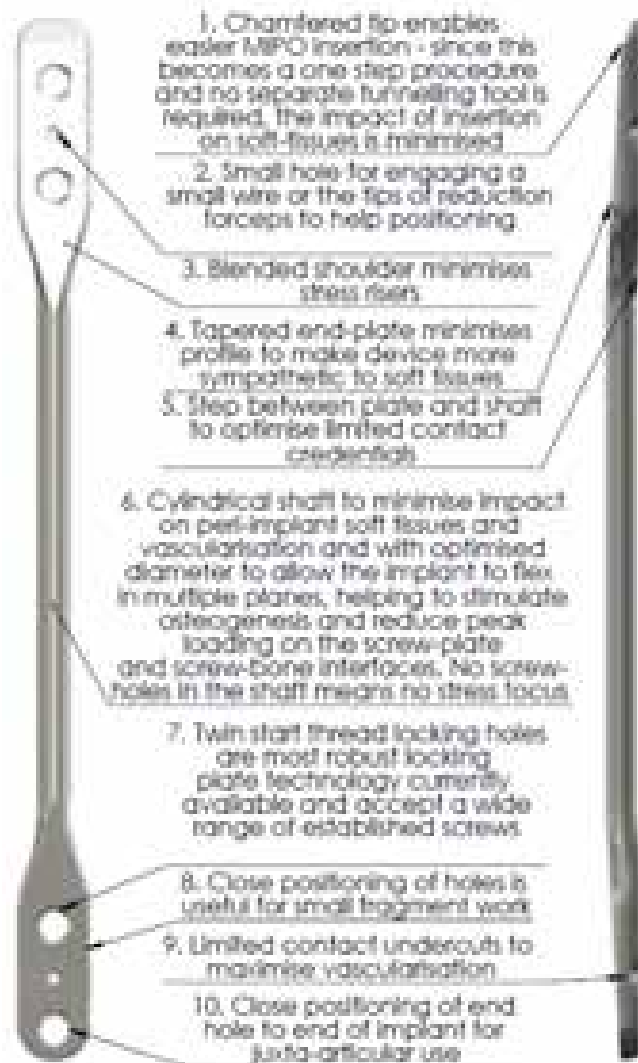 1. Chamfered tip enables
easier MIPO insertion - since this
becomes a one step procedure
and no separate tunnelling tool is
required, the impact of insertion
on soft-tissues is minimised
2. Small hole for engaging a
small wire or the tips of reduction
forceps to help positioning
3. Blended shoulder minimises
stress risers
4. Tapered end-plate minimises
profile to make device more
sympathetic to soft tissues
5. Step between plate and shaft
to optimise limited contact
credentials
6. Cylindrical shaft to minimise impact
on peri-implant soft tissues and
vascularisation and with optimised
diameter to allow the implant to flex
in multiple planes, helping to stimulate
osteogenesis and reduce peak
loading on the screw-plate
and screw-bone interfaces. No screw-
holes in the shaft means no stress focus
7. Twin start thread locking holes
are most robust locking
plate technology currently
available and accept a wide
range of established screws
8. Close positioning of holes is
useful for small fragment work
9. Limited contact undercuts to
maximise vascularisation
10. Close positioning of end
hole to end of implant for
juxta-articular use